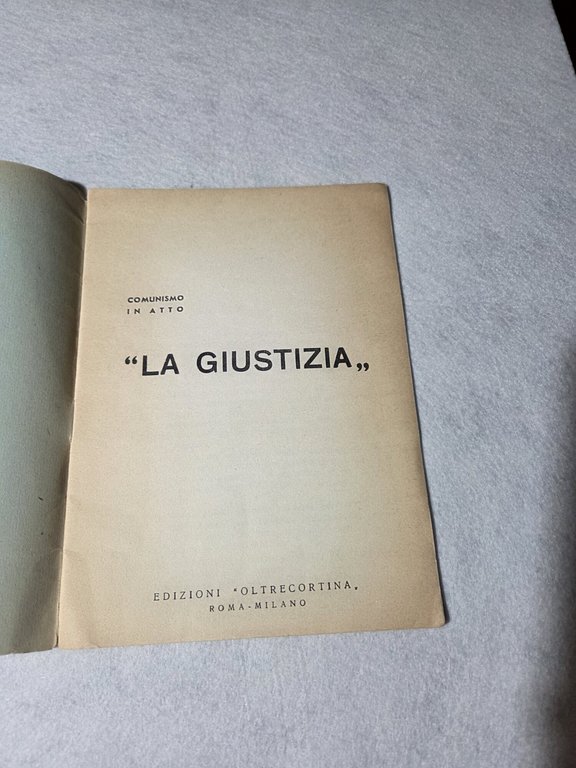 COMUNISMO
IN ATTO
“LA GIUSTIZIA„
EDIZIONI “OLTRECORTINA„
ROMA-MILANO